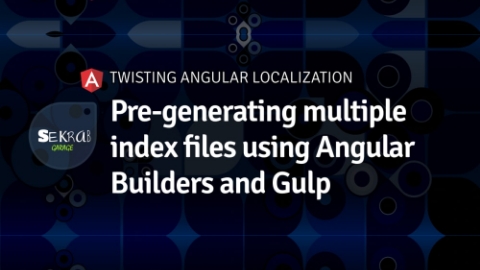 TWISTING ANGULAR LOCALIZATION
Pre-generating multiple
index files using Angular
Builders and Gulp
SEKRAB
GARAGE